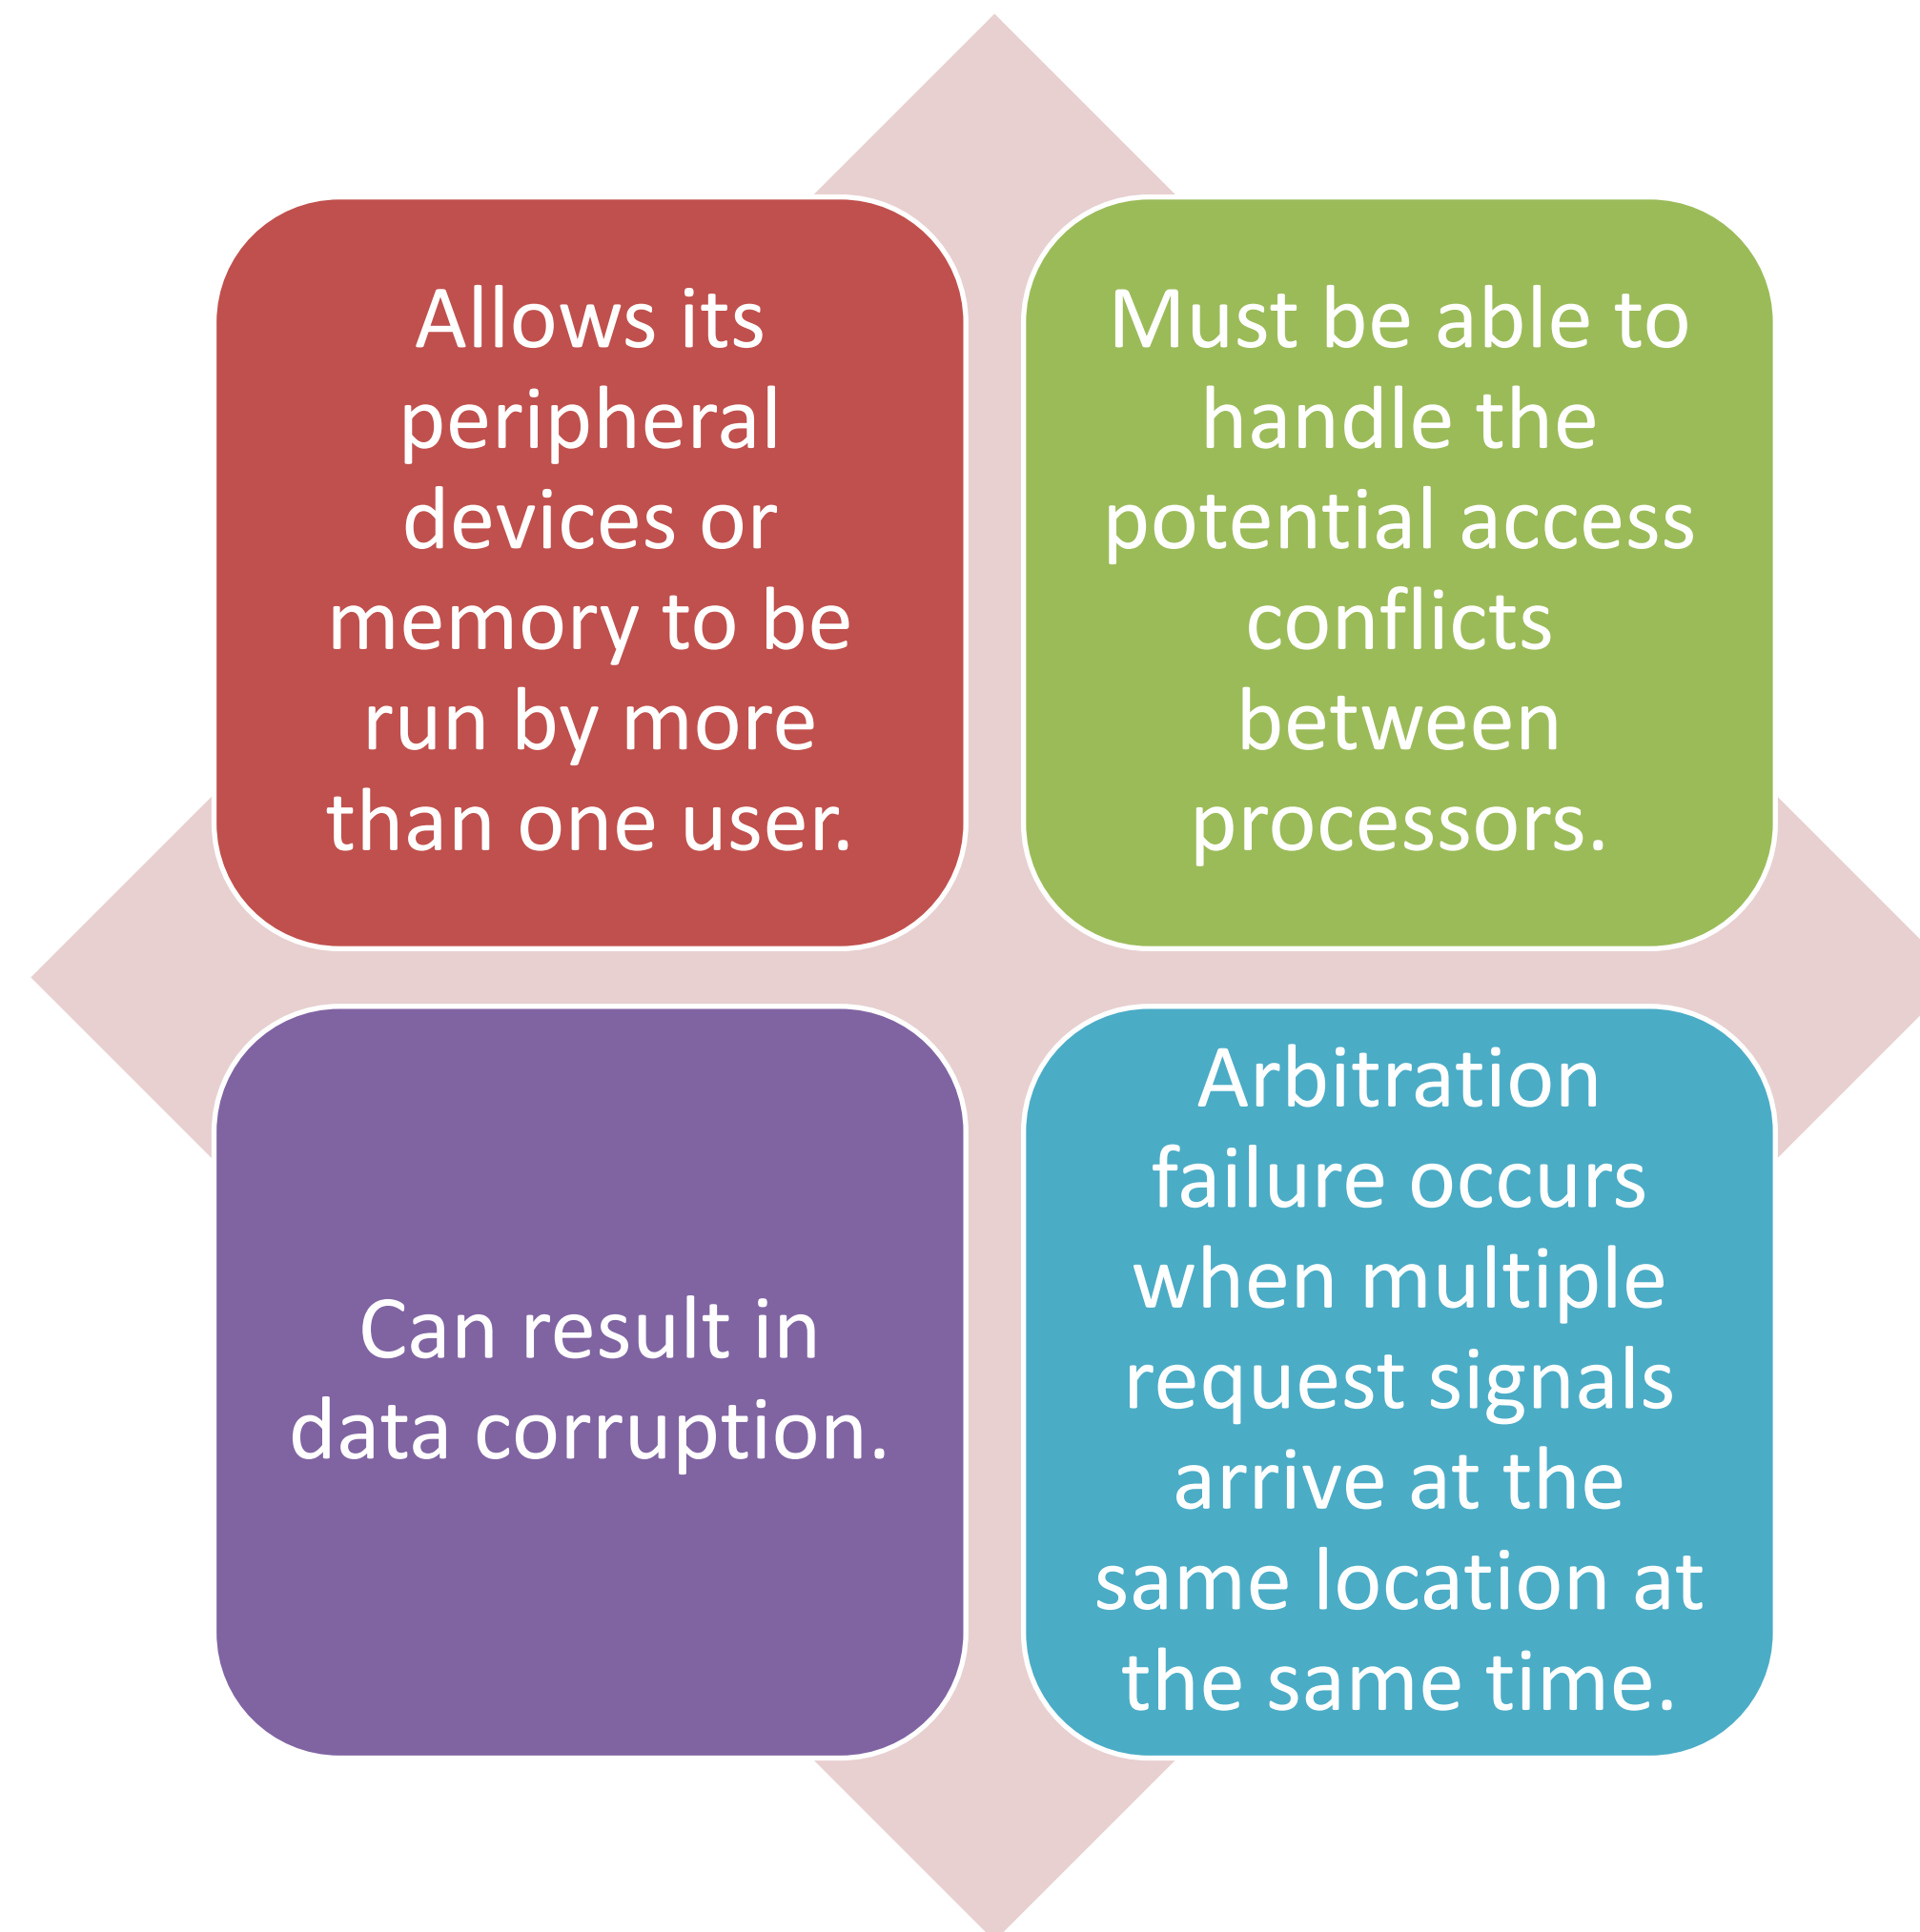 Allows its
peripheral
devices or
memory to be
run by more
than one user.
Must be able to
handle the
potential access
conflicts
between
processors.
Can result in
data corruption.
Arbitration
failure occurs
when multiple
request signals
arrive at the
same location at
the same time.